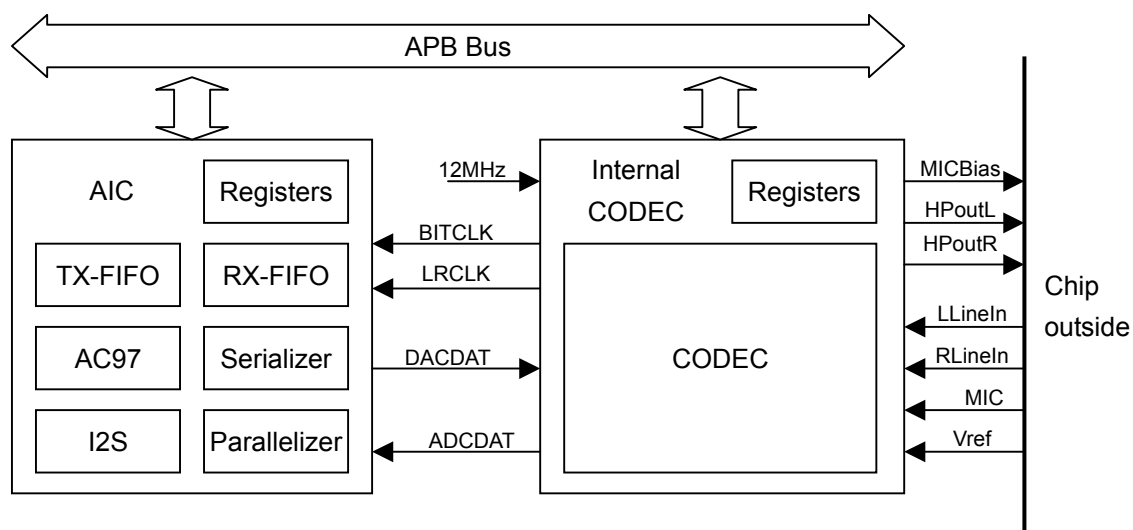 APB Bus
AIC
Registers
TX-FIFO
RX-FIFO
AC97
Serializer
I2S
Parallelizer
12MHz
BITCLK
LRCLK
DACDAT
ADCDAT
Internal
CODEC
Registers
CODEC
MICBias
HPoutL
HPoutR
LLineIn
RLineIn
MIC
Vref
Chip
outside